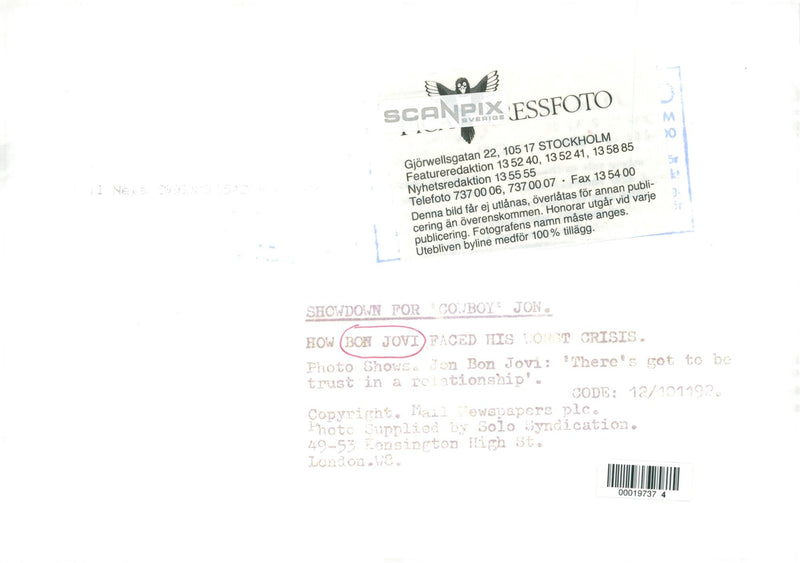 SCANPIX
SVERIGE
RESSFOTO
Gjörwellsgatan 22, 105 17 STOCKHOLM
Featureredaktion 13 52 40, 13 52 41, 13 58 85
Nyhetsredaktion 13 55 55
Telefoto 737 00 06, 737 00 07 · Fax 13 54 00
Denna bild får ej utlånas, överlåtas för annan publi-
cering än överenskommen. Honorar utgår vid varje
publicering. Fotografens namn måste anges.
Utebliven byline medför 100% tillägg.
SHOWDOWN FOR 'COWBOY' JON.
HOW BON JOVI FACED HIS WORST CRISIS.
Photo Shows. Jon Bon Jovi: 'There's got to be
trust in a relationship'.
CODE: 12/101192.
Copyright. Mail Newspapers plc.
Photo Supplied by Solo Syndication.
49-53 Kensington High St.
London.W8.
00019737 4